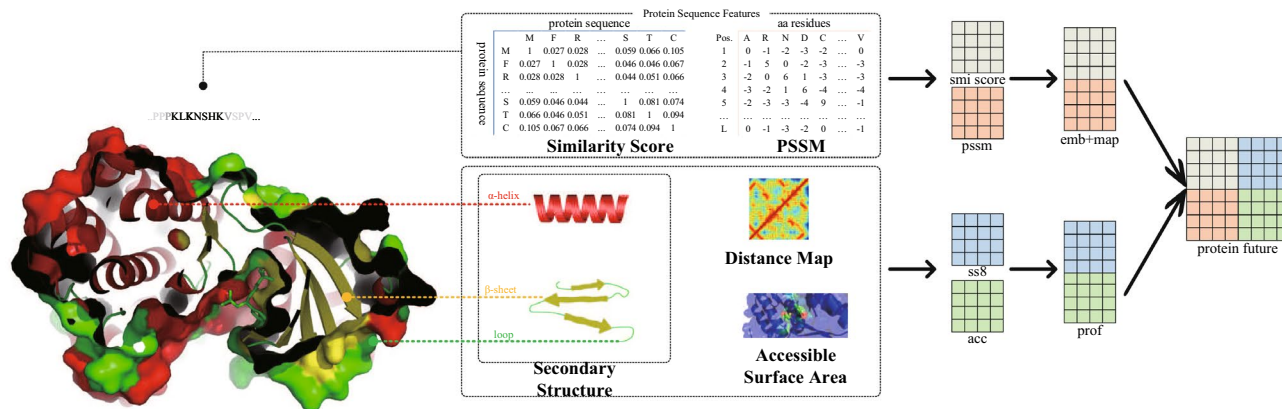 Protein Sequence Features
protein sequence
aa residues
protein sequence
M F R ... S T C
M 1 0.027 0.028 ... 0.059 0.066 0.105
F 0.027 1 0.028 ... 0.046 0.046 0.067
R 0.028 0.028 1 ... 0.044 0.051 0.066
... ... ... ... ... ... ...
S 0.059 0.046 0.044 ... 1 0.081 0.074
T 0.066 0.046 0.051 ... 0.081 1 0.094
C 0.105 0.067 0.066 ... 0.074 0.094 1
Similarity Score
Pos. A R N D C ... V
1 0 -1 -2 -3 -2 ... 0
2 -1 5 0 -2 -3 ... -3
3 -2 0 6 1 -3 ... -3
4 -3 -2 1 6 -4 ... -4
5 -2 -3 -3 -4 9 ... -1
... ... ... ... ... ... ... ...
L 0 -1 -3 -2 0 ... -1
PSSM
..PPPKLKNSHKVSPV...
α-helix
β-sheet
loop
Secondary
Structure
Distance Map
Accessible
Surface Area
smi score
pssm
emb+map
ss8
acc
prof
protein future